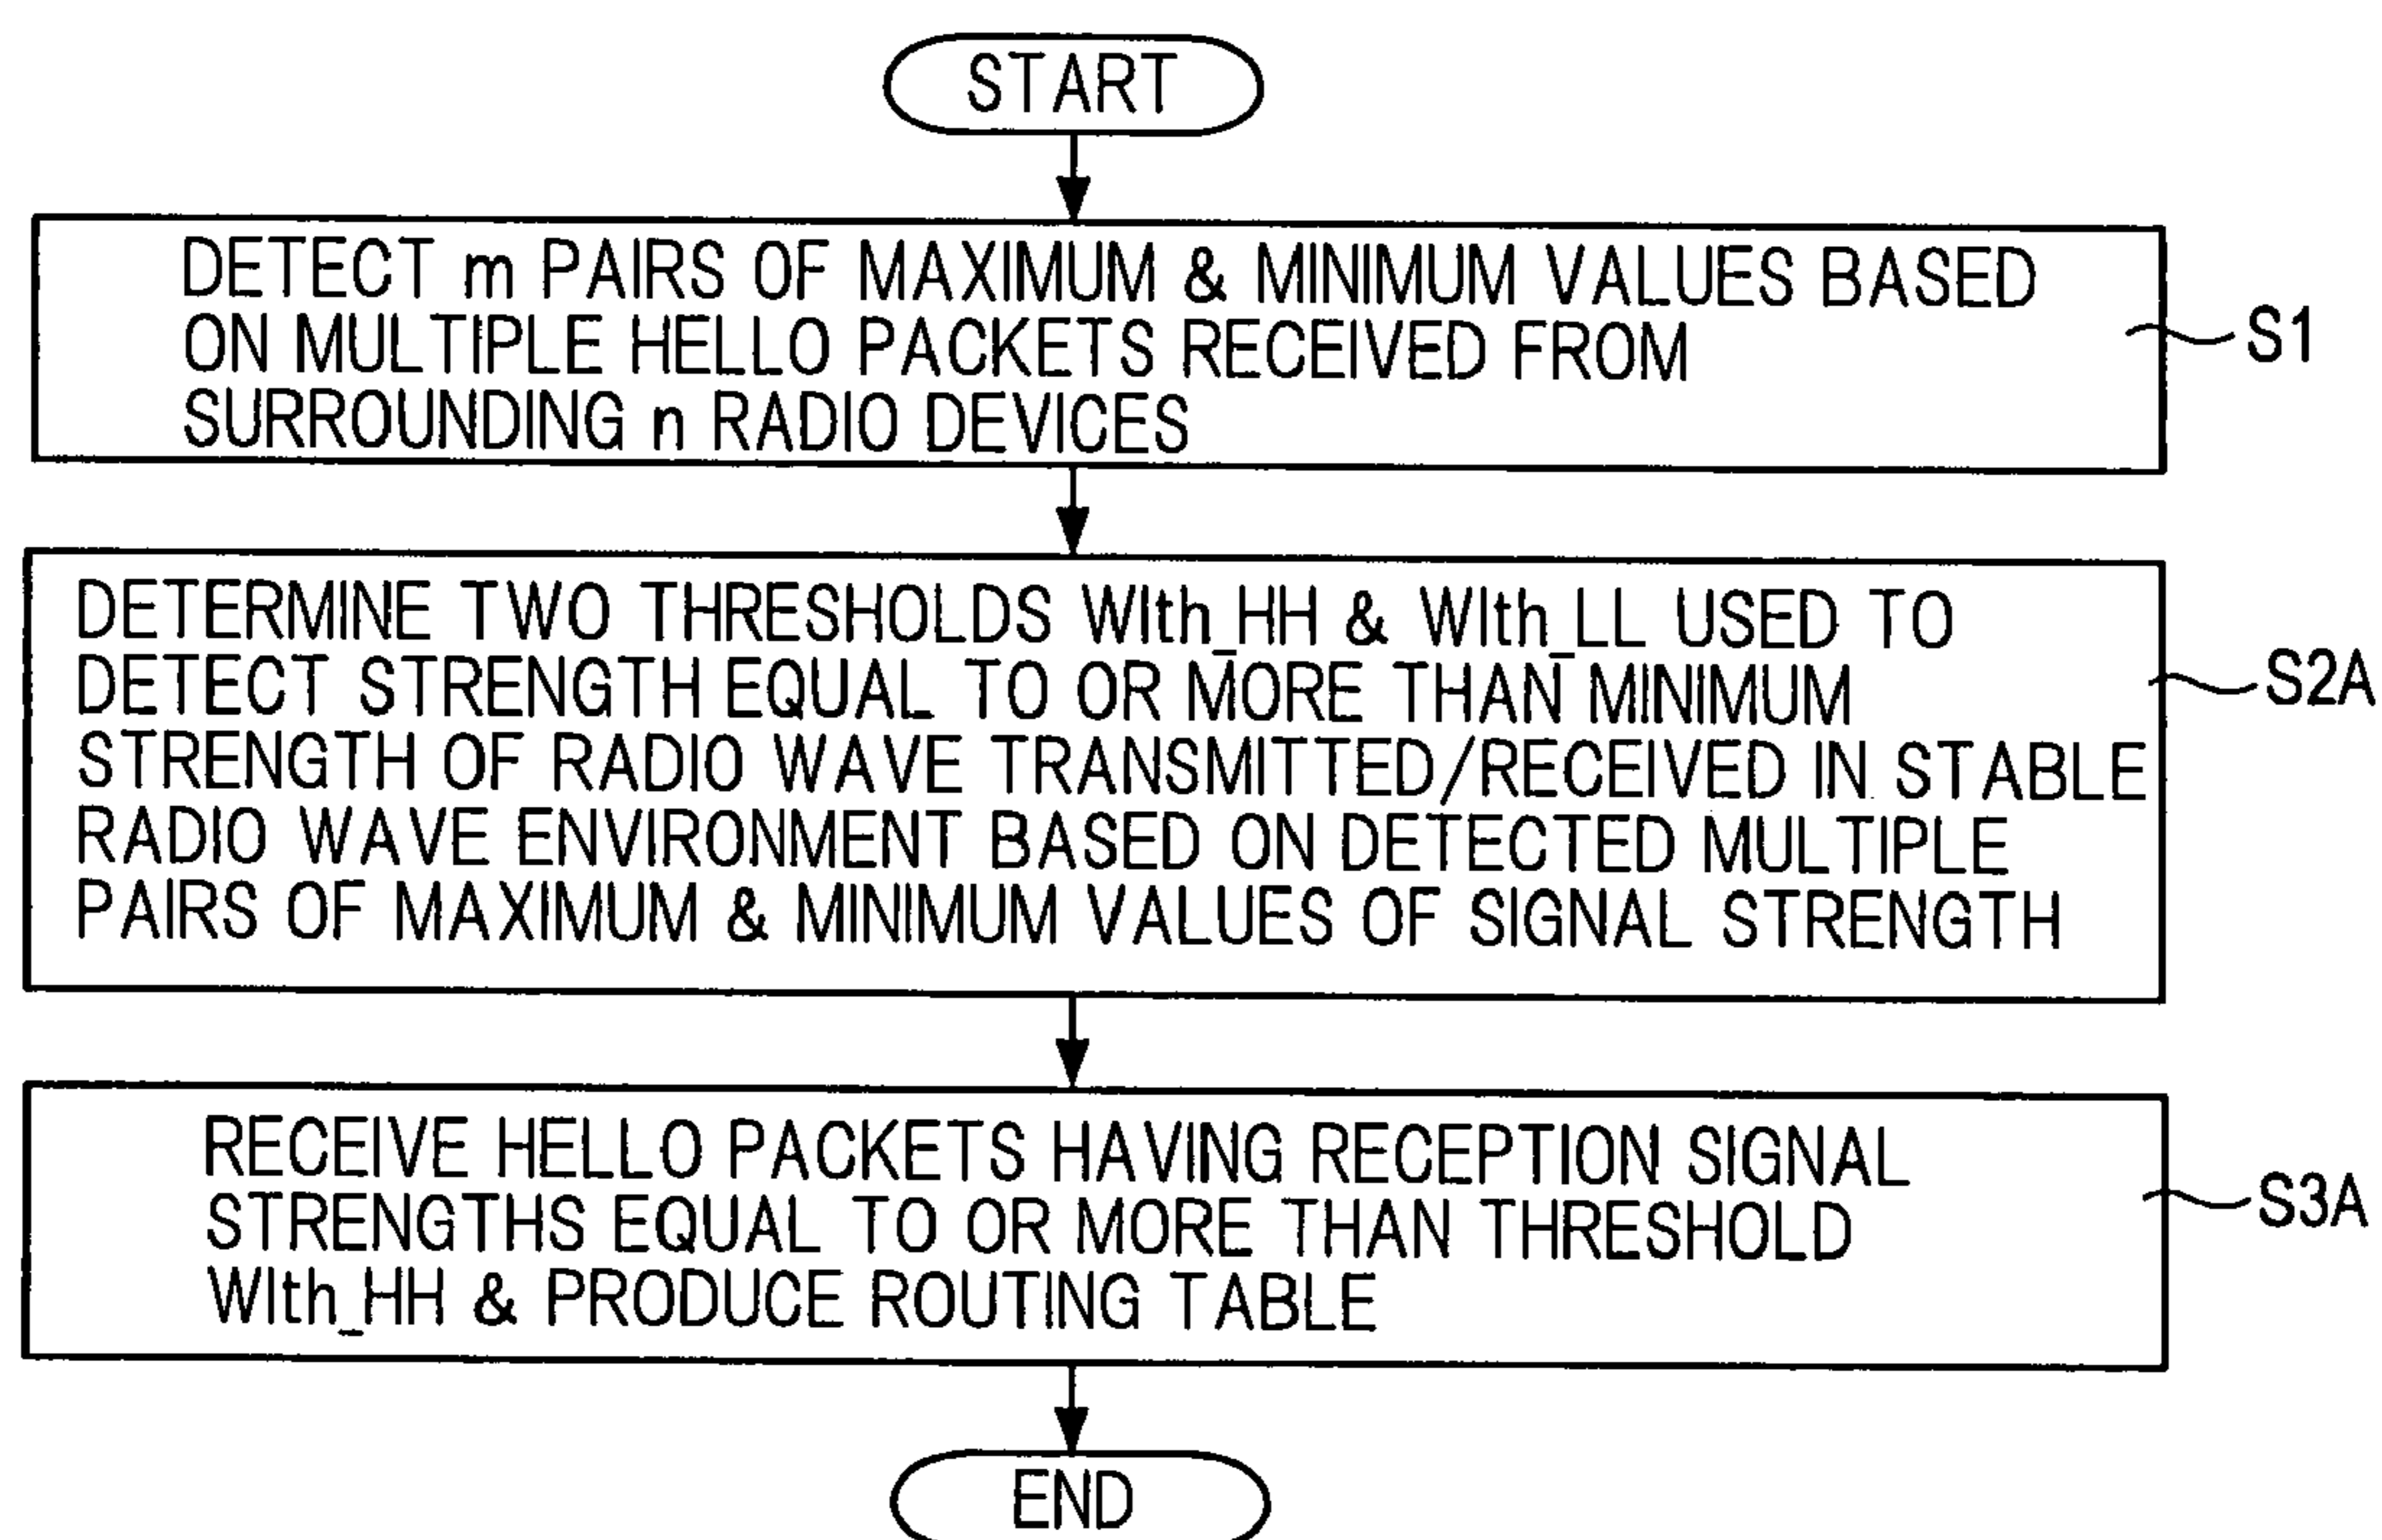 START
DETECT m PAIRS OF MAXIMUM & MINIMUM VALUES BASED
ON MULTIPLE HELLO PACKETS RECEIVED FROM
SURROUNDING n RADIO DEVICES
S1
DETERMINE TWO THRESHOLDS WIth_HH & WIth_LL USED TO
DETECT STRENGTH EQUAL TO OR MORE THAN MINIMUM
STRENGTH OF RADIO WAVE TRANSMITTED/RECEIVED IN STABLE
RADIO WAVE ENVIRONMENT BASED ON DETECTED MULTIPLE
PAIRS OF MAXIMUM & MINIMUM VALUES OF SIGNAL STRENGTH
S2A
RECEIVE HELLO PACKETS HAVING RECEPTION SIGNAL
STRENGTHS EQUAL TO OR MORE THAN THRESHOLD
WIth_HH & PRODUCE ROUTING TABLE
S3A
END